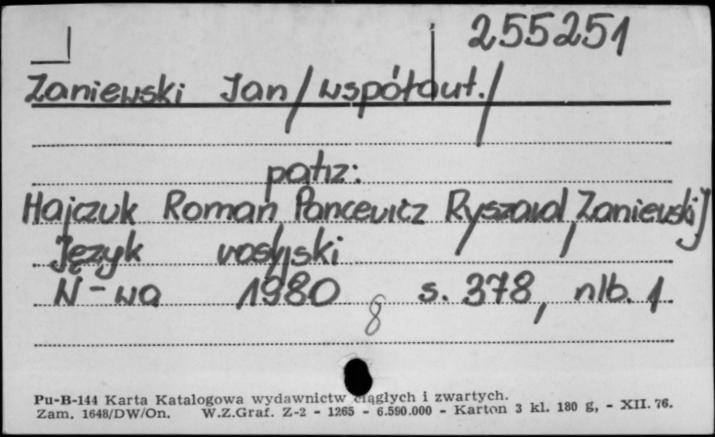 255251
Zaniewski Jan /współaut./
patrz:
Hajczuk Roman, Pancewicz Ryszard, Zaniewski J
Język rosyjski
W-wa 1980 s. 378, nlb. 1
8
Pu-B-144 Karta Katalogowa wydawnictw ciągłych i zwartych.
Zam. 1648/DW/On. W.Z.Graf. Z-2 - 1265 - 6.590.000 - Karton 3 kl. 180 g, - XII. 76.